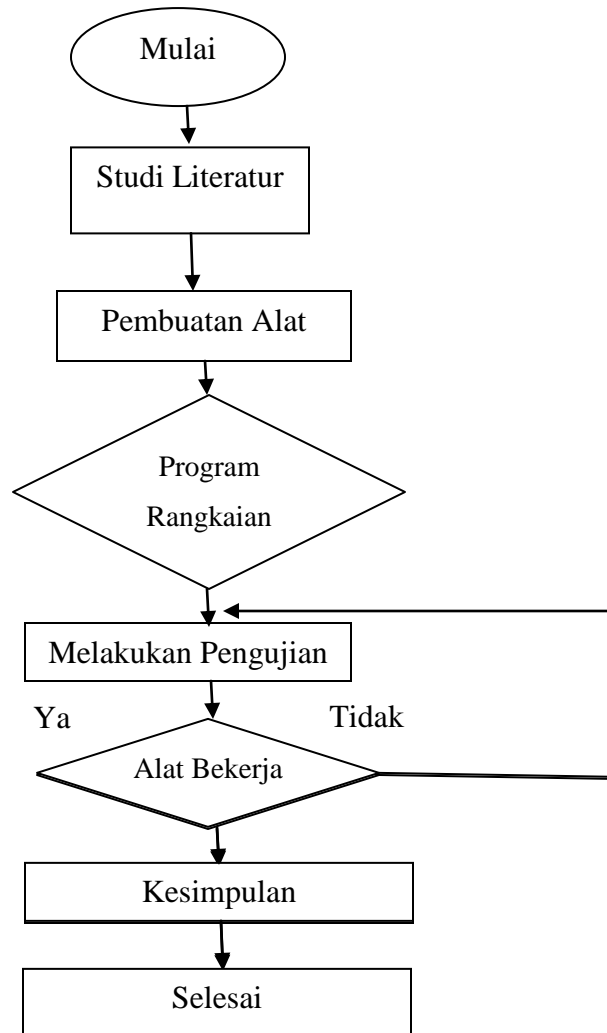 Mulai
Studi Literatur
Pembuatan Alat
Program
Rangkaian
Melakukan Pengujian
Ya
Tidak
Alat Bekerja
Kesimpulan
Selesai